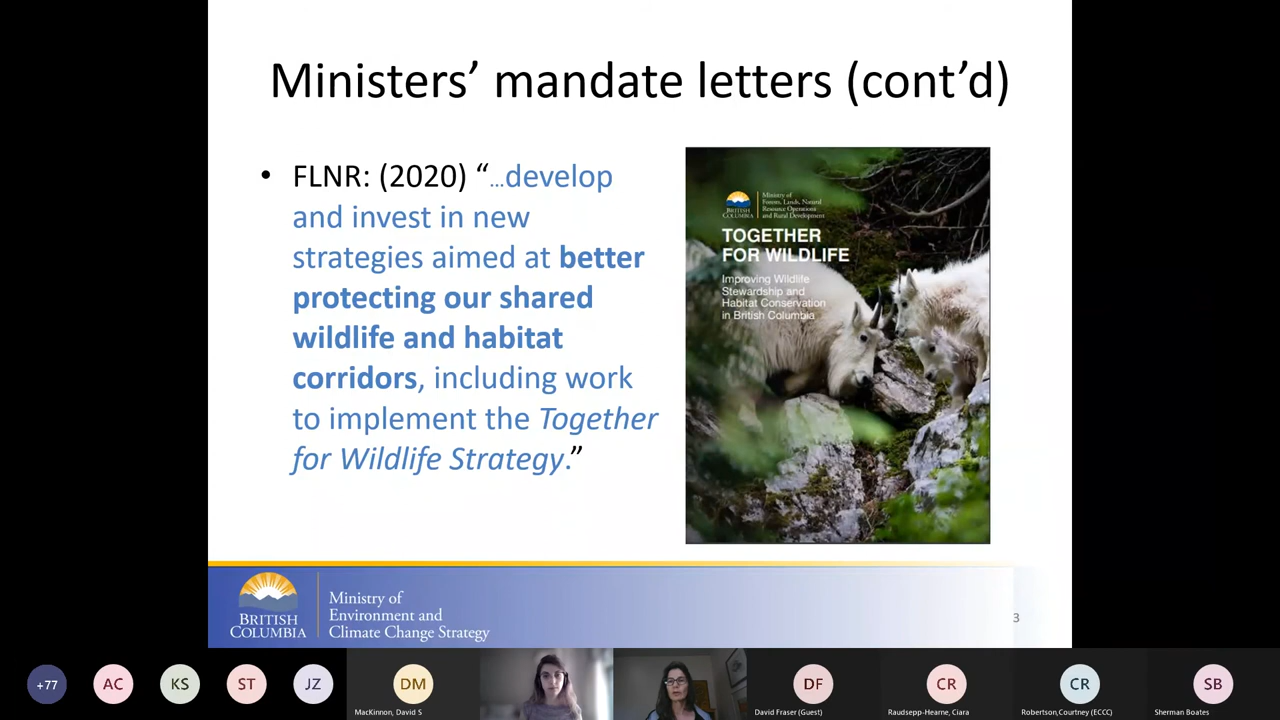 Ministers’ mandate letters (cont’d)
• FLNR: (2020) “…develop
and invest in new
strategies aimed at better
protecting our shared
wildlife and habitat
corridors, including work
to implement the Together
for Wildlife Strategy.”
BRITISH
COLUMBIA
Ministry of
Forests, Lands, Natural
Resource Operations
and Rural Development
TOGETHER
FOR WILDLIFE
Improving Wildlife
Stewardship and
Habitat Conservation
in British Columbia
BRITISH
COLUMBIA
Ministry of
Environment and
Climate Change Strategy
3
+77
AC
KS
ST
JZ
DM
MacKinnon, David S
DF
David Fraser (Guest)
CR
Raudsepp-Hearne, Ciara
CR
Robertson,Courtney (ECCC)
SB
Sherman Boates